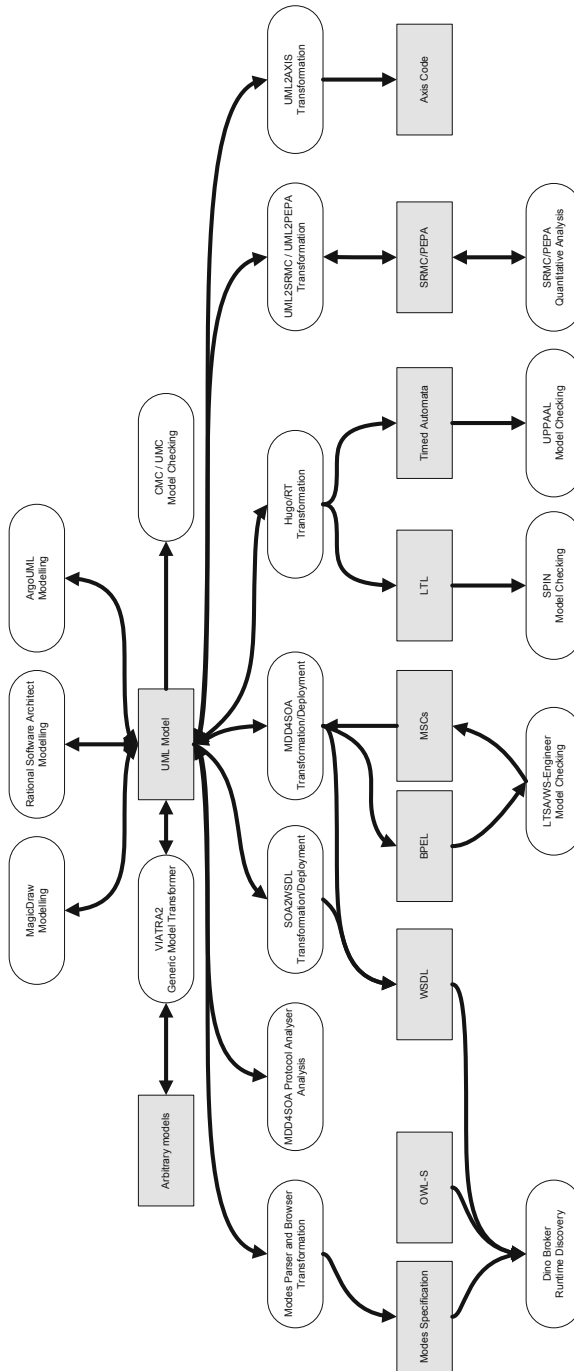 MagicDraw
Modelling
Rational Software Architect
Modelling
ArgoUML
Modelling
Arbitrary models
VIATRA2
Generic Model Transformer
UML Model
CMC / UMC
Model Checking
Modes Parser and Browser
Transformation
MDD4SOA Protocol Analyser
Analysis
SOA2WSDL
Transformation/Deployment
MDD4SOA
Transformation/Deployment
Hugo/RT
Transformation
UML2SRMC / UML2PEPA
Transformation
UML2AXIS
Transformation
Modes Specification
OWL-S
WSDL
BPEL
MSCs
LTL
Timed Automata
SRMC/PEPA
Axis Code
Dino Broker
Runtime Discovery
LTSA/WS-Engineer
Model Checking
SPIN
Model Checking
UPPAAL
Model Checking
SRMC/PEPA
Quantitative Analysis